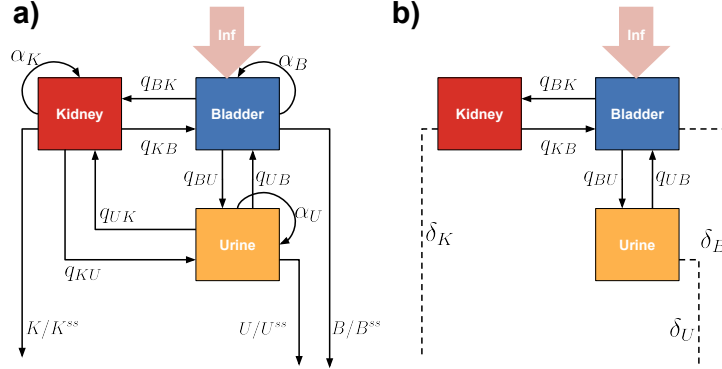 a)
Inf
α_K
α_B
q_BK
Kidney
Bladder
q_KB
q_BU
q_UB
q_UK
α_U
Urine
q_KU
K/K^ss
U/U^ss
B/B^ss
b)
Inf
q_BK
Kidney
Bladder
q_KB
q_BU
q_UB
δ_K
Urine
δ_B
δ_U